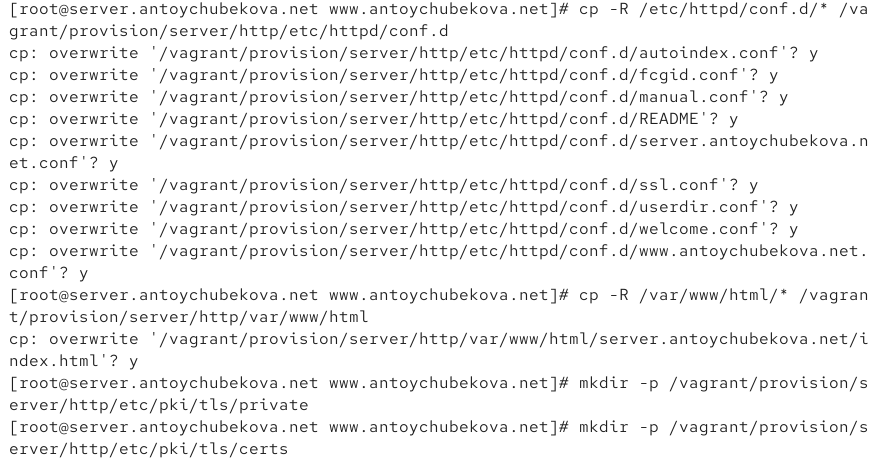 [root@server.antoychubekova.net www.antoychubekova.net]# cp -R /etc/httpd/conf.d/* /va
grant/provision/server/http/etc/httpd/conf.d
cp: overwrite '/vagrant/provision/server/http/etc/httpd/conf.d/autoindex.conf'? y
cp: overwrite '/vagrant/provision/server/http/etc/httpd/conf.d/fcgid.conf'? y
cp: overwrite '/vagrant/provision/server/http/etc/httpd/conf.d/manual.conf'? y
cp: overwrite '/vagrant/provision/server/http/etc/httpd/conf.d/README'? y
cp: overwrite '/vagrant/provision/server/http/etc/httpd/conf.d/server.antoychubekova.n
et.conf'? y
cp: overwrite '/vagrant/provision/server/http/etc/httpd/conf.d/ssl.conf'? y
cp: overwrite '/vagrant/provision/server/http/etc/httpd/conf.d/userdir.conf'? y
cp: overwrite '/vagrant/provision/server/http/etc/httpd/conf.d/welcome.conf'? y
cp: overwrite '/vagrant/provision/server/http/etc/httpd/conf.d/www.antoychubekova.net.
conf'? y
[root@server.antoychubekova.net www.antoychubekova.net]# cp -R /var/www/html/* /vagran
t/provision/server/http/var/www/html
cp: overwrite '/vagrant/provision/server/http/var/www/html/server.antoychubekova.net/i
ndex.html'? y
[root@server.antoychubekova.net www.antoychubekova.net]# mkdir -p /vagrant/provision/s
erver/http/etc/pki/tls/private
[root@server.antoychubekova.net www.antoychubekova.net]# mkdir -p /vagrant/provision/s
erver/http/etc/pki/tls/certs